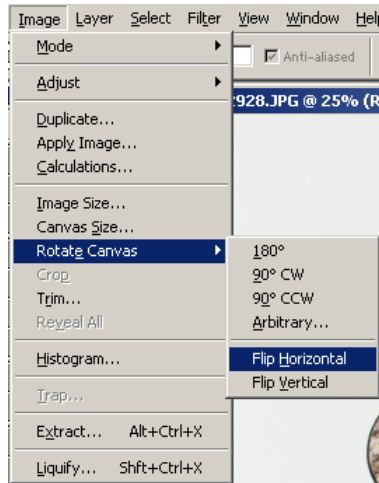 Image Layer Select Filter View Window Help
Mode
Anti-aliased
Adjust
928.JPG @ 25% (R
Duplicate...
Apply Image...
Calculations...
Image Size...
Canvas Size...
Rotate Canvas
180°
Crop
90° CW
Trim...
90° CCW
Reveal All
Arbitrary...
Histogram...
Flip Horizontal
Flip Vertical
Trap...
Extract... Alt+Ctrl+X
Liquify... Shft+Ctrl+X